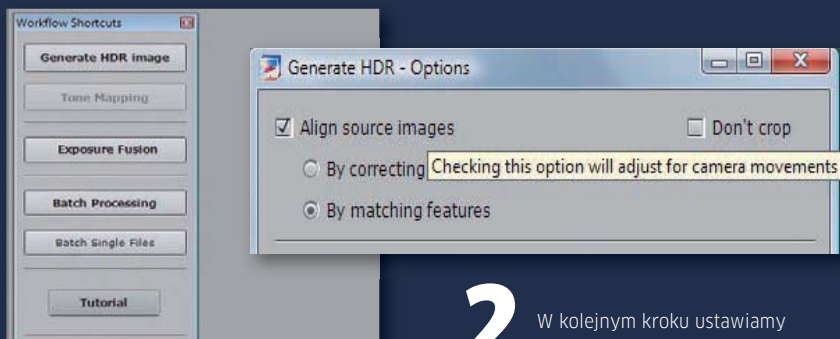 Workflow Shortcuts
Generate HDR image
Tone Mapping
Exposure Fusion
Batch Processing
Batch Single Files
Tutorial
Generate HDR - Options
Align source images
Don't crop
By correcting
Checking this option will adjust for camera movements
By matching features
2
W kolejnym kroku ustawiamy